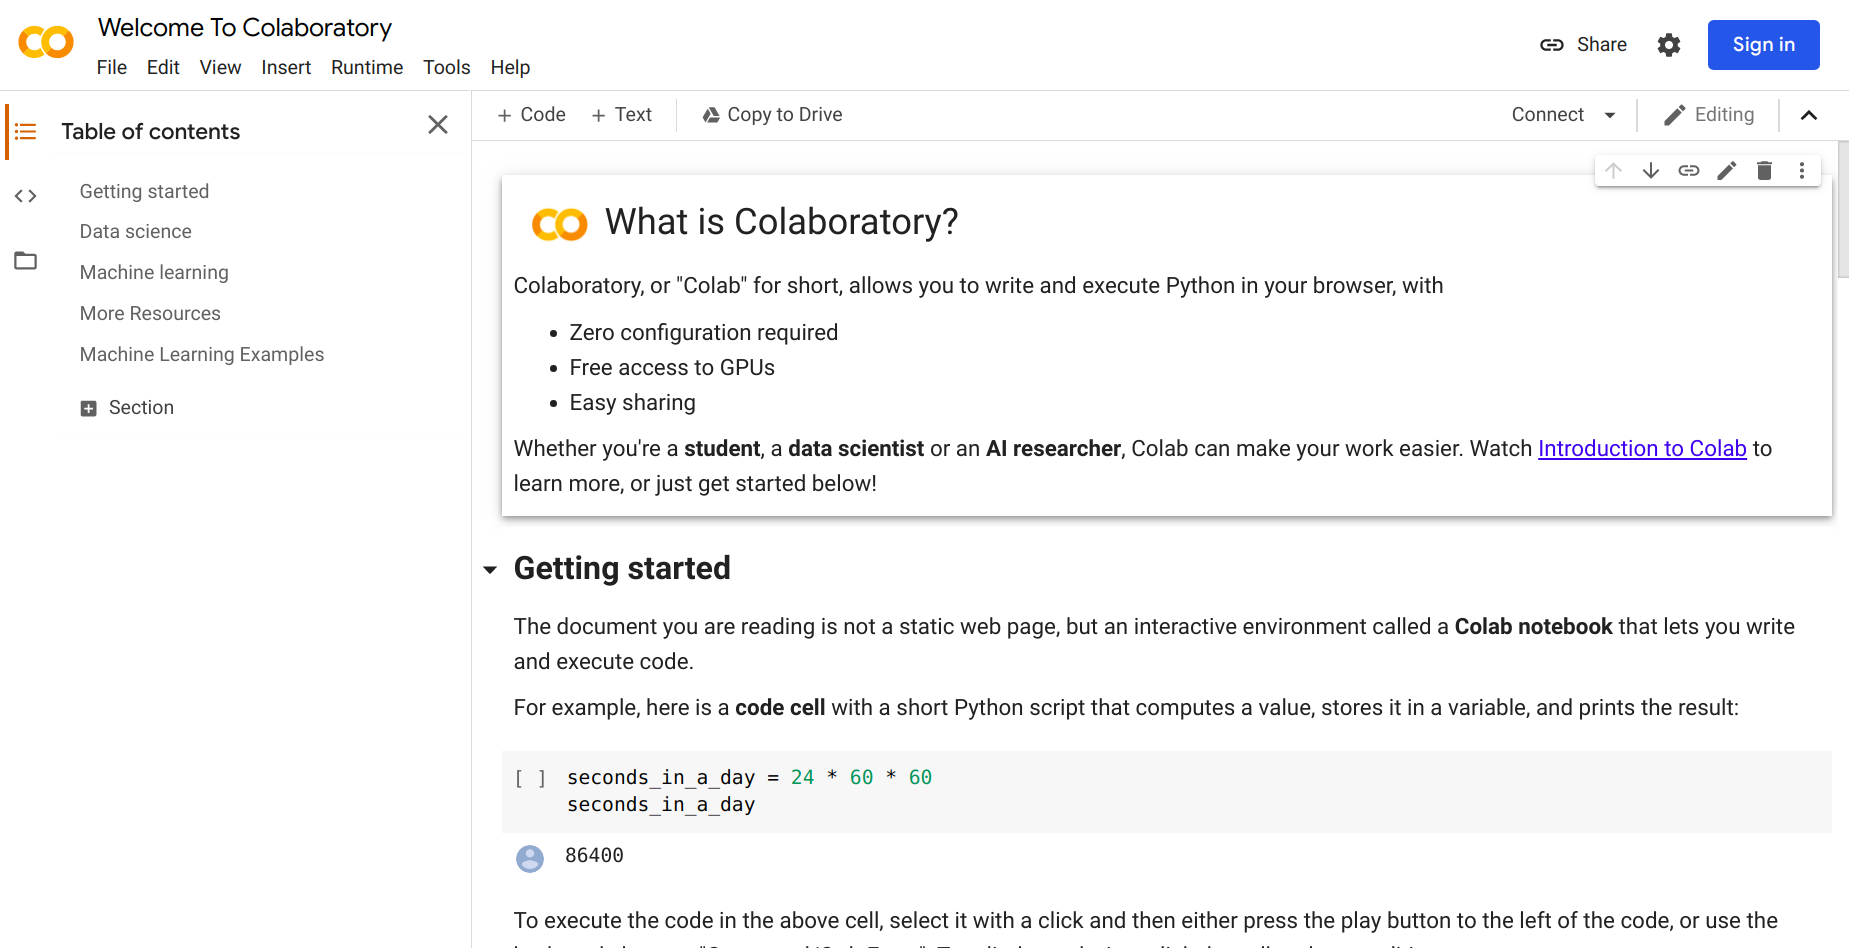 Welcome To Colaboratory
File Edit View Insert Runtime Tools Help
Share
Sign in
Table of contents
Getting started
Data science
Machine learning
More Resources
Machine Learning Examples
Section
+ Code + Text Copy to Drive
Connect Editing
What is Colaboratory?
Colaboratory, or "Colab" for short, allows you to write and execute Python in your browser, with
• Zero configuration required
• Free access to GPUs
• Easy sharing
Whether you're a student, a data scientist or an AI researcher, Colab can make your work easier. Watch Introduction to Colab to
learn more, or just get started below!
Getting started
The document you are reading is not a static web page, but an interactive environment called a Colab notebook that lets you write
and execute code.
For example, here is a code cell with a short Python script that computes a value, stores it in a variable, and prints the result:
[ ] seconds_in_a_day = 24 * 60 * 60
seconds_in_a_day
86400
To execute the code in the above cell, select it with a click and then either press the play button to the left of the code, or use the